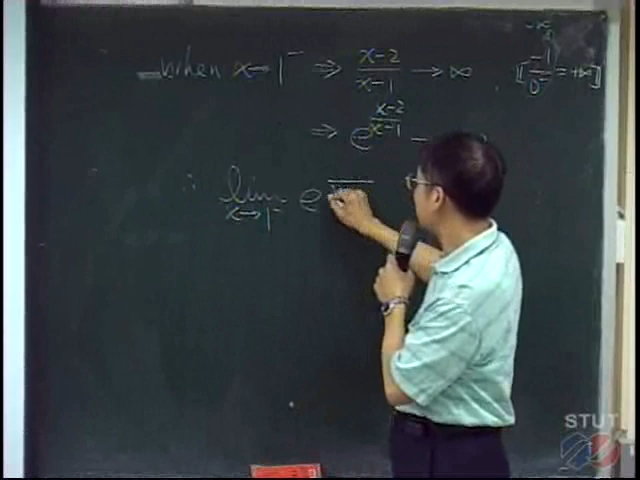 when x→1⁻ ⇒ x-2/x-1 → ∞ [-1/0⁻ = +∞]
⇒ e^(x-2/x-1)
∴ lim x→1⁻ e
STUT